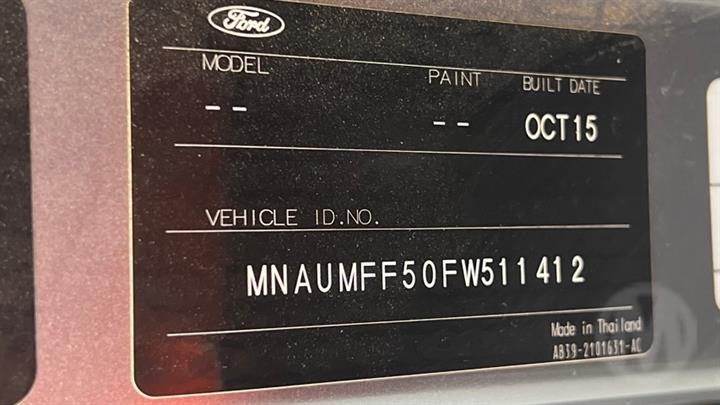 Ford
MODEL PAINT BUILT DATE
-- -- OCT15
VEHICLE ID.NO.
MNAUMFF50FW511412
Made in Thailand
AB39-2101631-AC